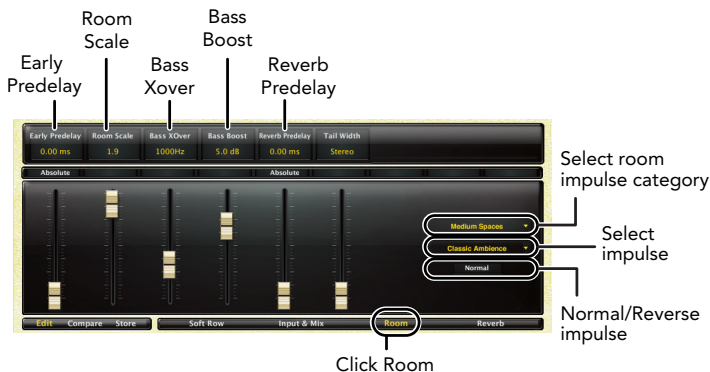 Room
Scale
Bass
Boost
Early
Predelay
Bass
Xover
Reverb
Predelay
Early Predelay Room Scale Bass XOver Bass Boost Reverb Predelay Tail Width
0.00 ms 1.9 1000Hz 5.0 dB 0.00 ms Stereo
Absolute Absolute
Select room
impulse category
Medium Spaces
Select
impulse
Classic Ambience
Normal
Normal/Reverse
impulse
Edit Compare Store Soft Row Input & Mix Room Reverb
Click Room